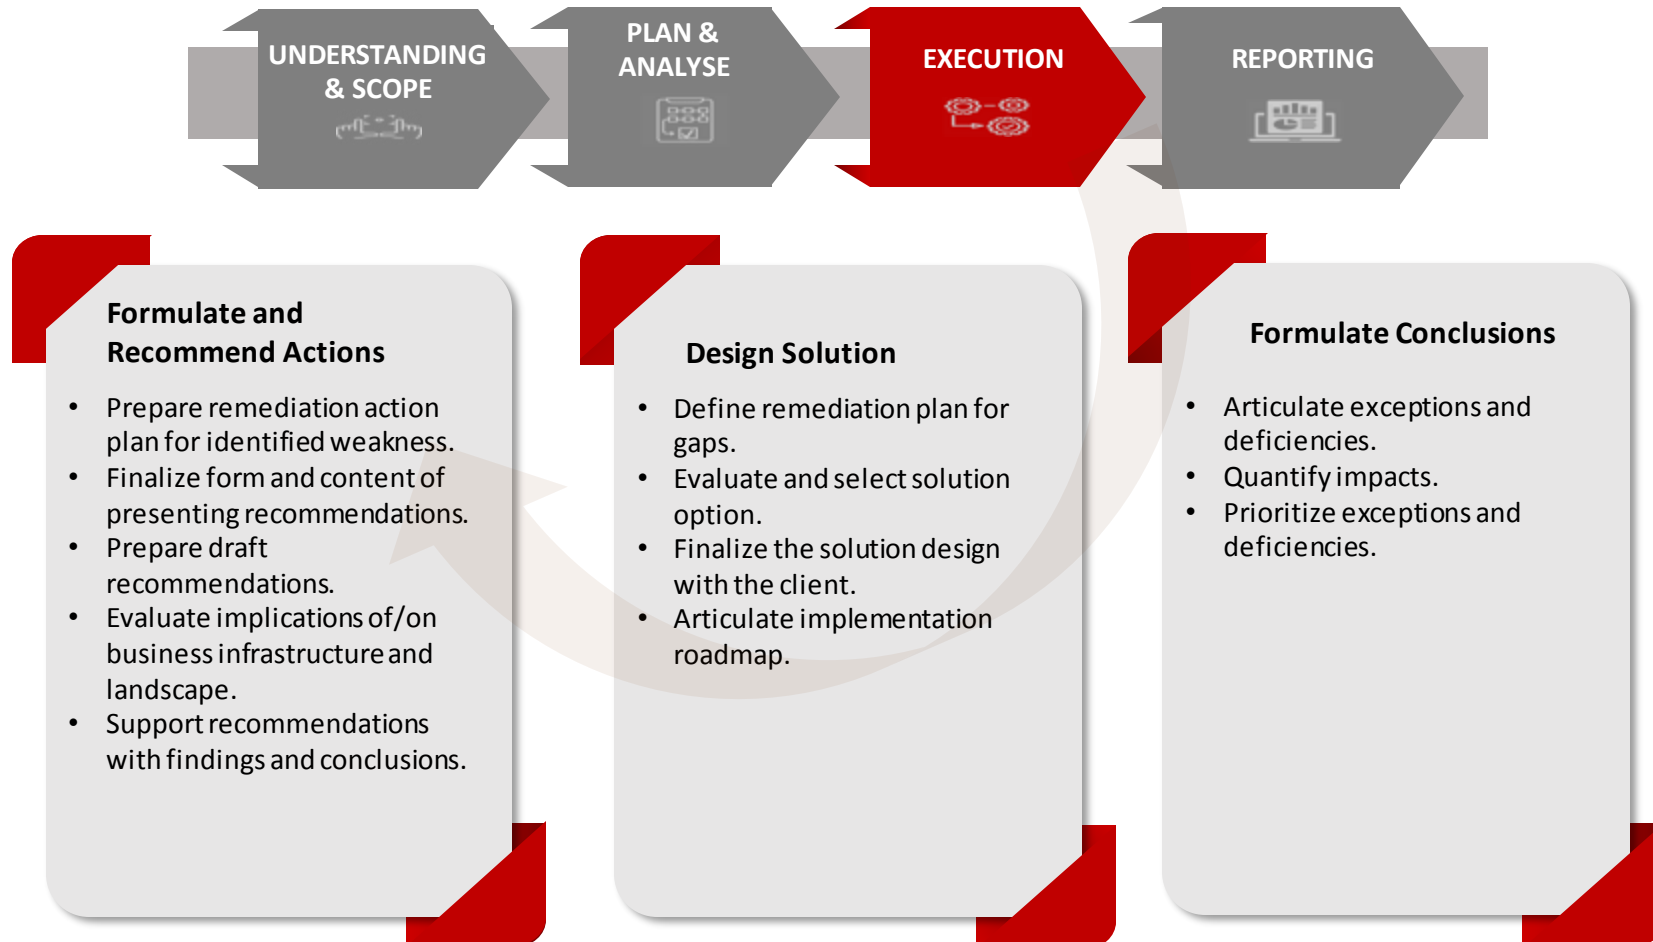 UNDERSTANDING
& SCOPE
PLAN &
ANALYSE
EXECUTION
REPORTING
Formulate and
Recommend Actions
• Prepare remediation action
plan for identified weakness.
• Finalize form and content of
presenting recommendations.
• Prepare draft
recommendations.
• Evaluate implications of/on
business infrastructure and
landscape.
• Support recommendations
with findings and conclusions.
Design Solution
• Define remediation plan for
gaps.
• Evaluate and select solution
option.
• Finalize the solution design
with the client.
• Articulate implementation
roadmap.
Formulate Conclusions
• Articulate exceptions and
deficiencies.
• Quantify impacts.
• Prioritize exceptions and
deficiencies.